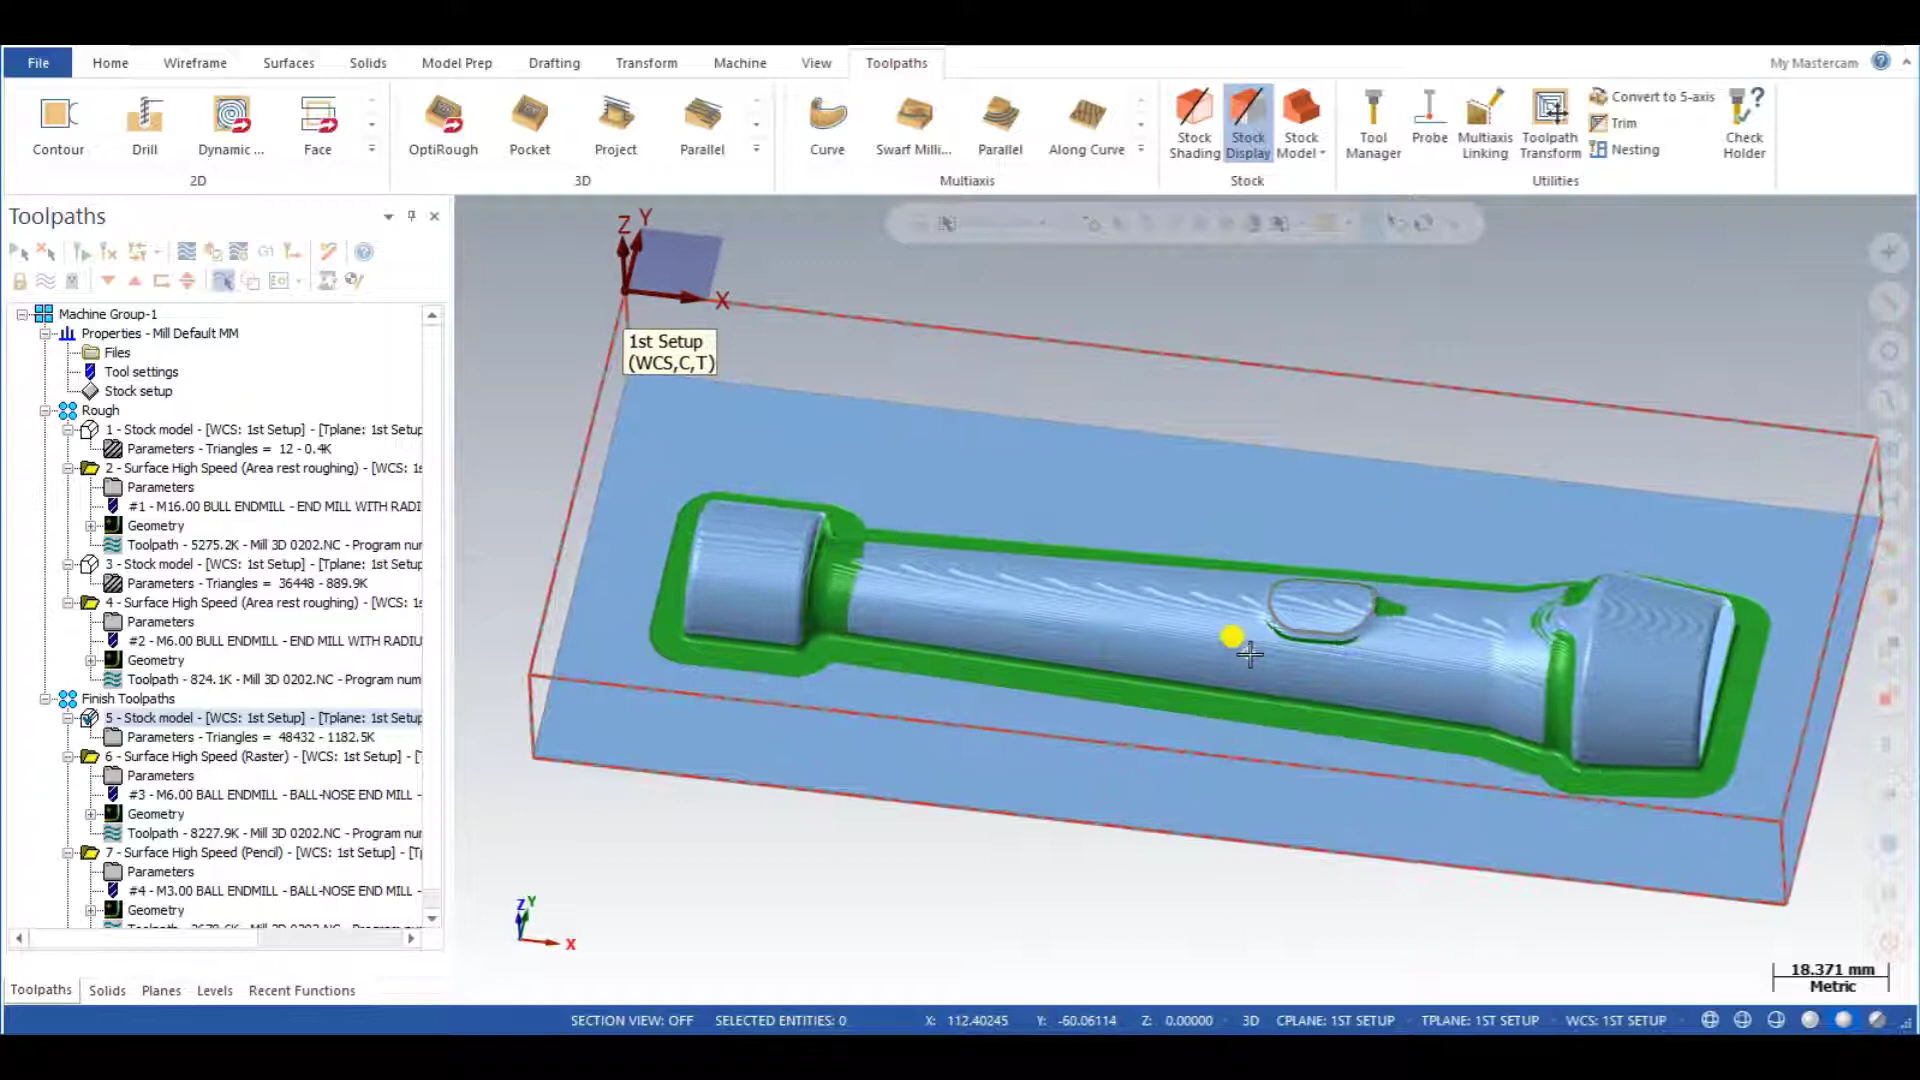 File Home Wireframe Surfaces Solids Model Prep Drafting Transform Machine View Toolpaths My Mastercam
Contour Drill Dynamic ... Face
2D
OptiRough Pocket Project Parallel
3D
Curve Swarf Milli... Parallel Along Curve
Multiaxis
Stock Shading Stock Display Stock Model
Stock
Tool Manager Probe Multiaxis Linking Toolpath Transform Convert to 5-axis Trim Nesting Check Holder
Utilities
Toolpaths
G1
Machine Group-1
Properties - Mill Default MM
Files
Tool settings
Stock setup
Rough
1 - Stock model - [WCS: 1st Setup] - [Tplane: 1st Setup
Parameters - Triangles = 12 - 0.4K
2 - Surface High Speed (Area rest roughing) - [WCS: 1s
Parameters
#1 - M16.00 BULL ENDMILL - END MILL WITH RADIU
Geometry
Toolpath - 5275.2K - Mill 3D 0202.NC - Program num
3 - Stock model - [WCS: 1st Setup] - [Tplane: 1st Setup
Parameters - Triangles = 36448 - 889.9K
4 - Surface High Speed (Area rest roughing) - [WCS: 1s
Parameters
#2 - M6.00 BULL ENDMILL - END MILL WITH RADIU
Geometry
Toolpath - 824.1K - Mill 3D 0202.NC - Program num
Finish Toolpaths
5 - Stock model - [WCS: 1st Setup] - [Tplane: 1st Setup
Parameters - Triangles = 48432 - 1182.5K
6 - Surface High Speed (Raster) - [WCS: 1st Setup] - [T
Parameters
#3 - M6.00 BALL ENDMILL - BALL-NOSE END MILL -
Geometry
Toolpath - 8227.9K - Mill 3D 0202.NC - Program num
7 - Surface High Speed (Pencil) - [WCS: 1st Setup] - [Tp
Parameters
#4 - M3.00 BALL ENDMILL - BALL-NOSE END MILL -
Geometry
Toolpaths Solids Planes Levels Recent Functions
Z Y
X
1st Setup
(WCS,C,T)
Z Y
X
18.371 mm
Metric
SECTION VIEW: OFF SELECTED ENTITIES: 0 X: 112.40245 Y: -60.06114 Z: 0.00000 3D CPLANE: 1ST SETUP TPLANE: 1ST SETUP WCS: 1ST SETUP